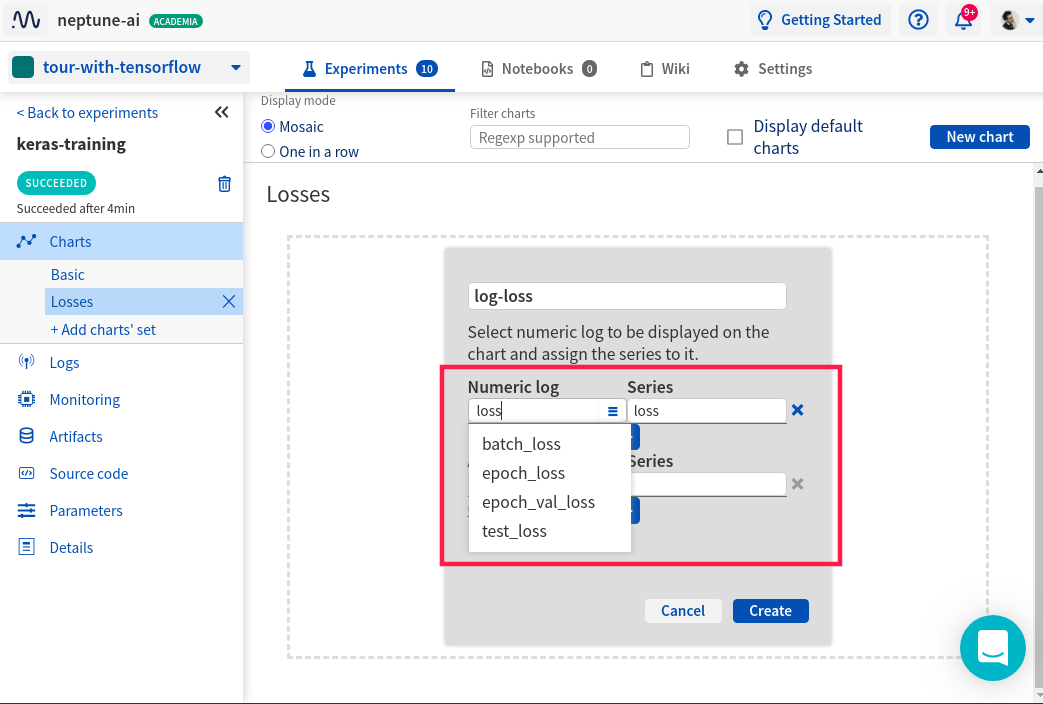 neptune-ai ACADEMIA
Getting Started
9+
tour-with-tensorflow
Experiments 10
Notebooks 0
Wiki
Settings
< Back to experiments
keras-training
SUCCEEDED
Succeeded after 4min
Charts
Basic
Losses
+ Add charts' set
Logs
Monitoring
Artifacts
Source code
Parameters
Details
Display mode
Mosaic
One in a row
Filter charts
Regexp supported
Display default
charts
New chart
Losses
log-loss
Select numeric log to be displayed on the
chart and assign the series to it.
Numeric log Series
loss loss
batch_loss
epoch_loss
Series
epoch_val_loss
test_loss
Cancel Create